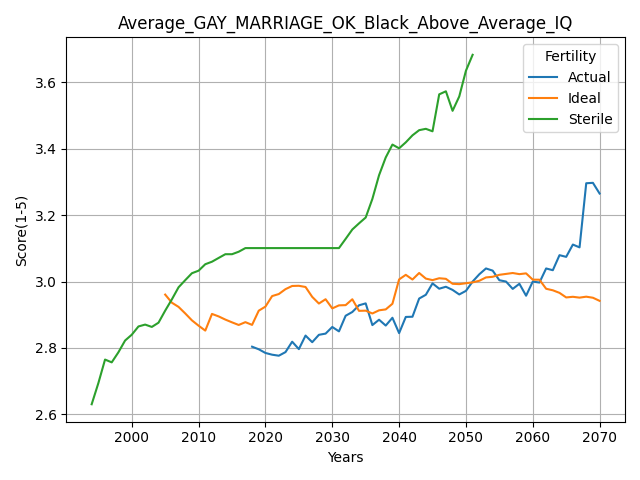 Average_GAY_MARRIAGE_OK_Black_Above_Average_IQ
Fertility
Actual
Ideal
Sterile
Score(1-5)
3.6
3.4
3.2
3.0
2.8
2.6
2000 2010 2020 2030 2040 2050 2060 2070
Years